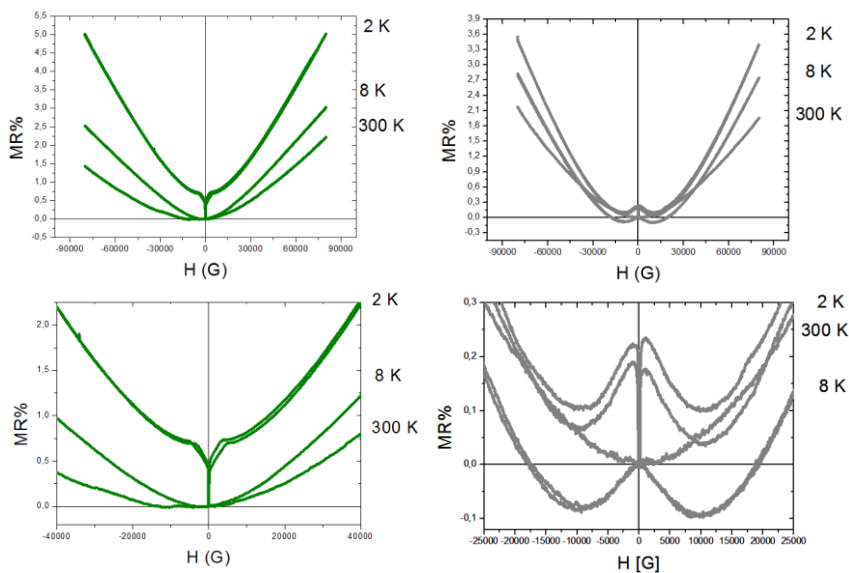 5,5
5,0
4,5
4,0
3,5
3,0
2,5
2,0
1,5
1,0
0,5
0,0
-0,5
MR%
2 K
8 K
300 K
-90000 -60000 -30000 0 30000 60000 90000
H (G)
3,9
3,6
3,3
3,0
2,7
2,4
2,1
1,8
1,5
1,2
0,9
0,6
0,3
0,0
-0,3
MR%
2 K
8 K
300 K
-90000 -60000 -30000 0 30000 60000 90000
H (G)
2,0
1,5
1,0
0,5
0,0
MR%
2 K
8 K
300 K
-40000 -20000 0 20000 40000
H (G)
0,3
0,2
0,1
0,0
-0,1
MR%
2 K
300 K
8 K
-25000 -20000 -15000 -10000 -5000 0 5000 10000 15000 20000 25000
H [G]